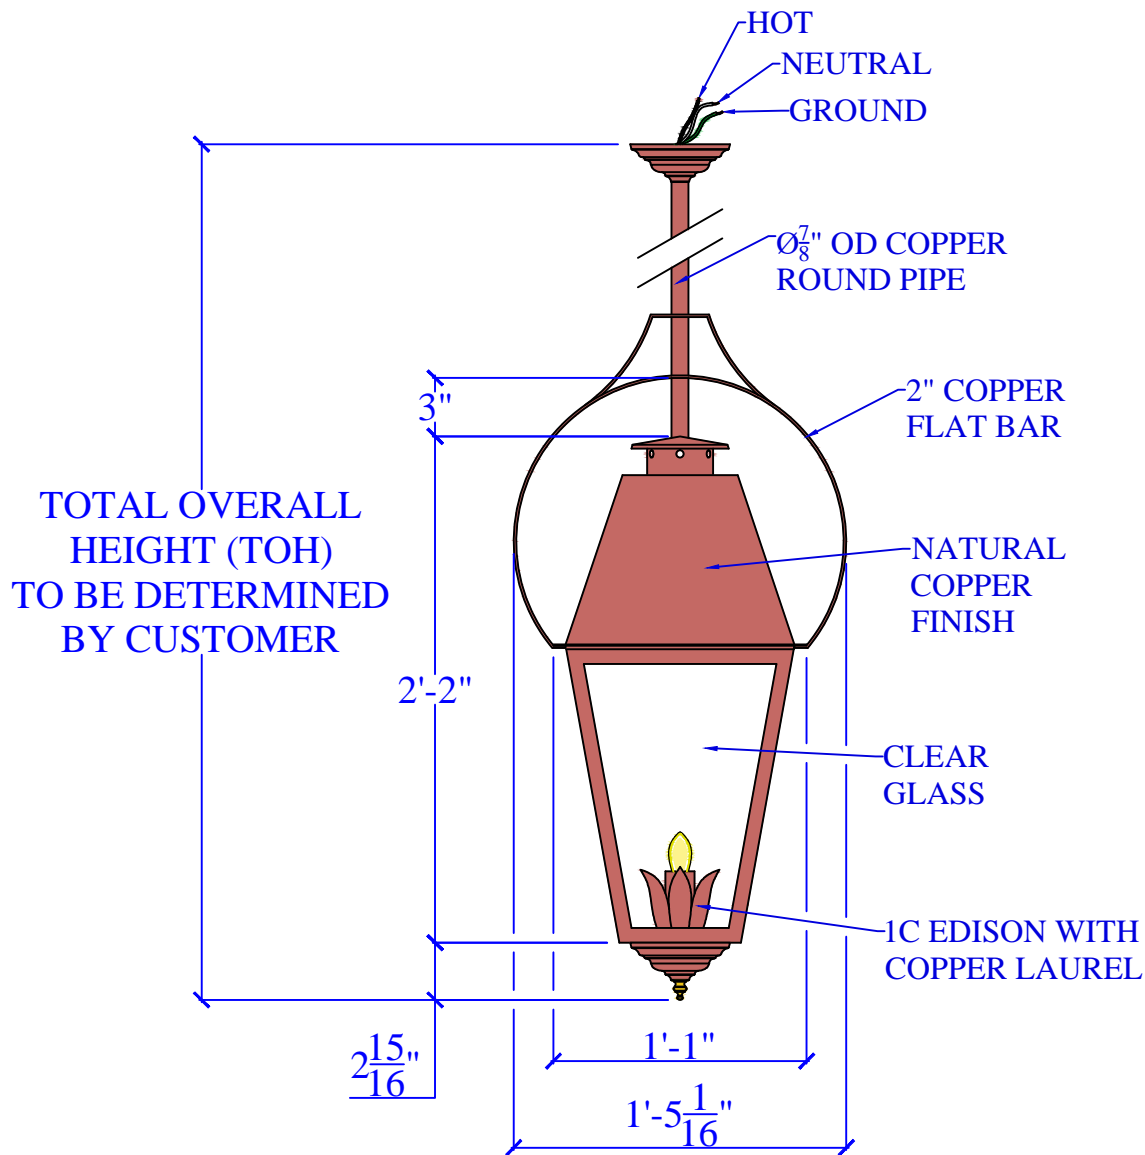 HOT
NEUTRAL
GROUND
Ø7/8" OD COPPER
ROUND PIPE
3"
2" COPPER
FLAT BAR
TOTAL OVERALL
HEIGHT (TOH)
TO BE DETERMINED
BY CUSTOMER
NATURAL
COPPER
FINISH
2'-2"
CLEAR
GLASS
1C EDISON WITH
COPPER LAUREL
2 15/16"
1'-1"
1'-5 1/16"